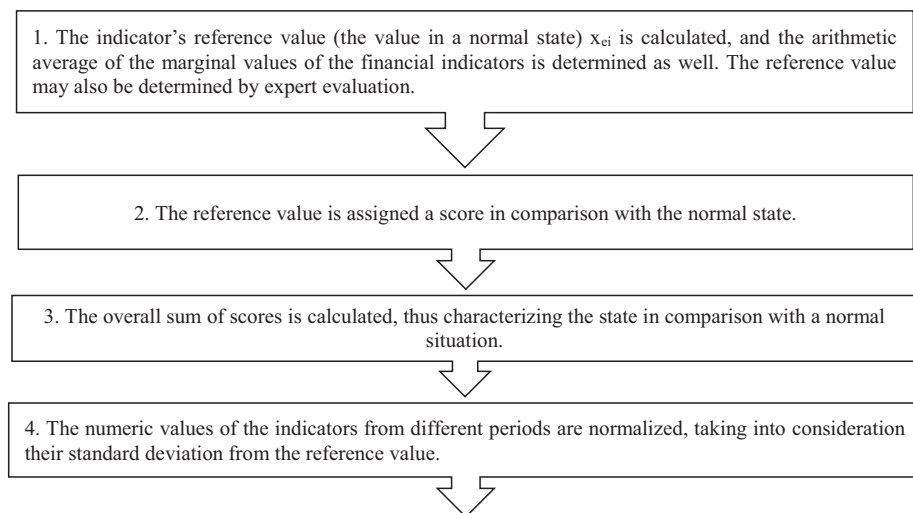 1. The indicator's reference value (the value in a normal state) xₑᵢ is calculated, and the arithmetic
average of the marginal values of the financial indicators is determined as well. The reference value
may also be determined by expert evaluation.
2. The reference value is assigned a score in comparison with the normal state.
3. The overall sum of scores is calculated, thus characterizing the state in comparison with a normal
situation.
4. The numeric values of the indicators from different periods are normalized, taking into consideration
their standard deviation from the reference value.